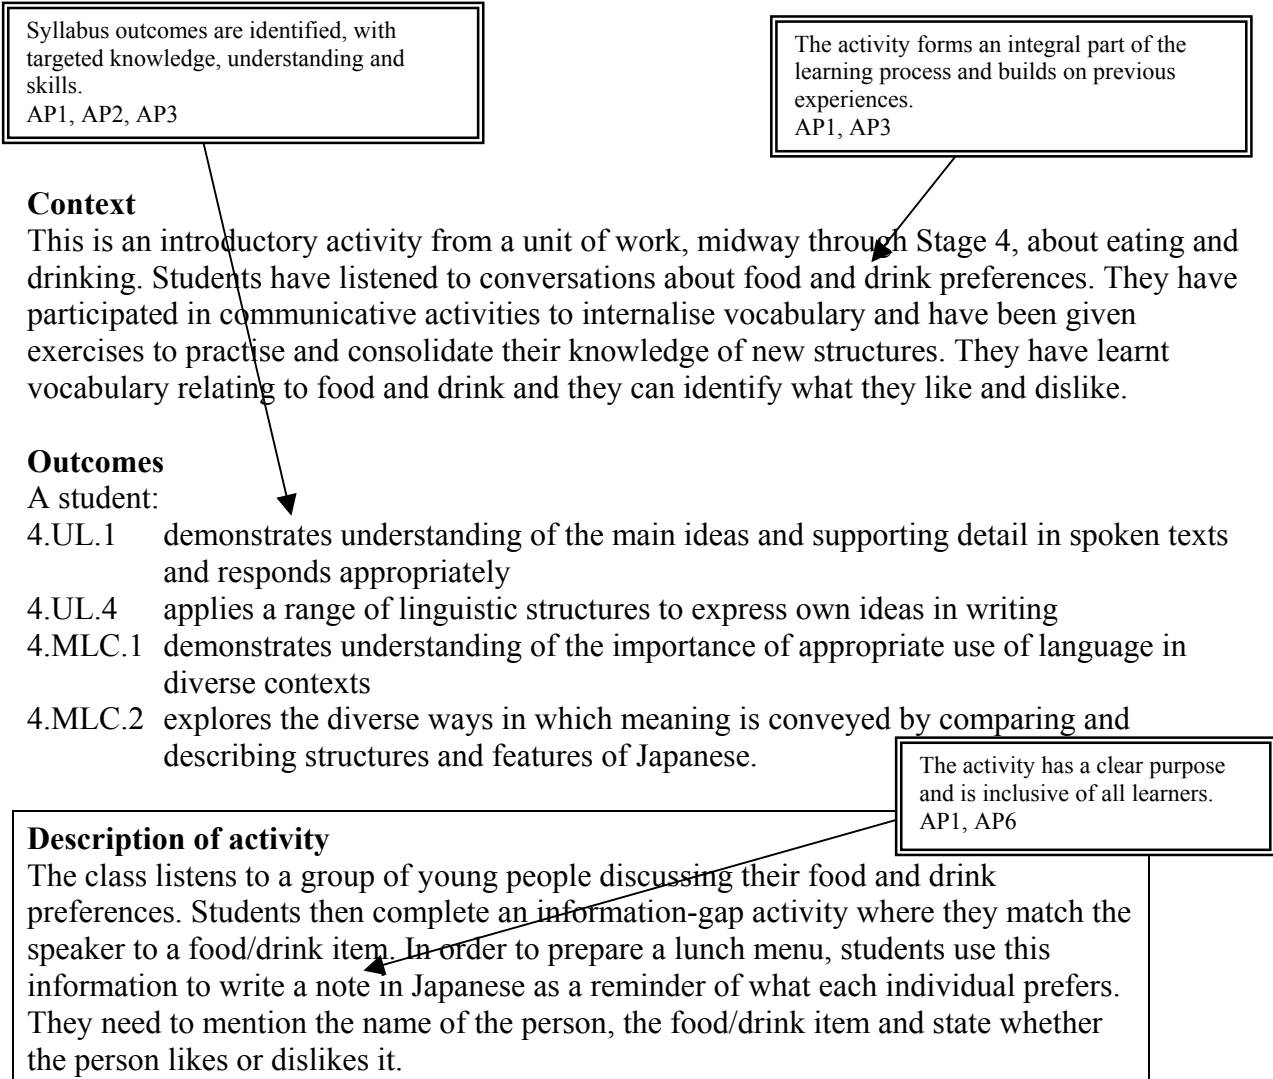 Syllabus outcomes are identified, with
targeted knowledge, understanding and
skills.
AP1, AP2, AP3
The activity forms an integral part of the
learning process and builds on previous
experiences.
AP1, AP3
Context
This is an introductory activity from a unit of work, midway through Stage 4, about eating and
drinking. Students have listened to conversations about food and drink preferences. They have
participated in communicative activities to internalise vocabulary and have been given
exercises to practise and consolidate their knowledge of new structures. They have learnt
vocabulary relating to food and drink and they can identify what they like and dislike.
Outcomes
A student:
4.UL.1 demonstrates understanding of the main ideas and supporting detail in spoken texts
and responds appropriately
4.UL.4 applies a range of linguistic structures to express own ideas in writing
4.MLC.1 demonstrates understanding of the importance of appropriate use of language in
diverse contexts
4.MLC.2 explores the diverse ways in which meaning is conveyed by comparing and
describing structures and features of Japanese.
The activity has a clear purpose
and is inclusive of all learners.
AP1, AP6
Description of activity
The class listens to a group of young people discussing their food and drink
preferences. Students then complete an information-gap activity where they match the
speaker to a food/drink item. In order to prepare a lunch menu, students use this
information to write a note in Japanese as a reminder of what each individual prefers.
They need to mention the name of the person, the food/drink item and state whether
the person likes or dislikes it.